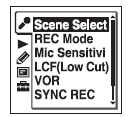 Scene Select
REC Mode
Mic Sensitivi
LCF(Low Cut)
VOR
SYNC REC